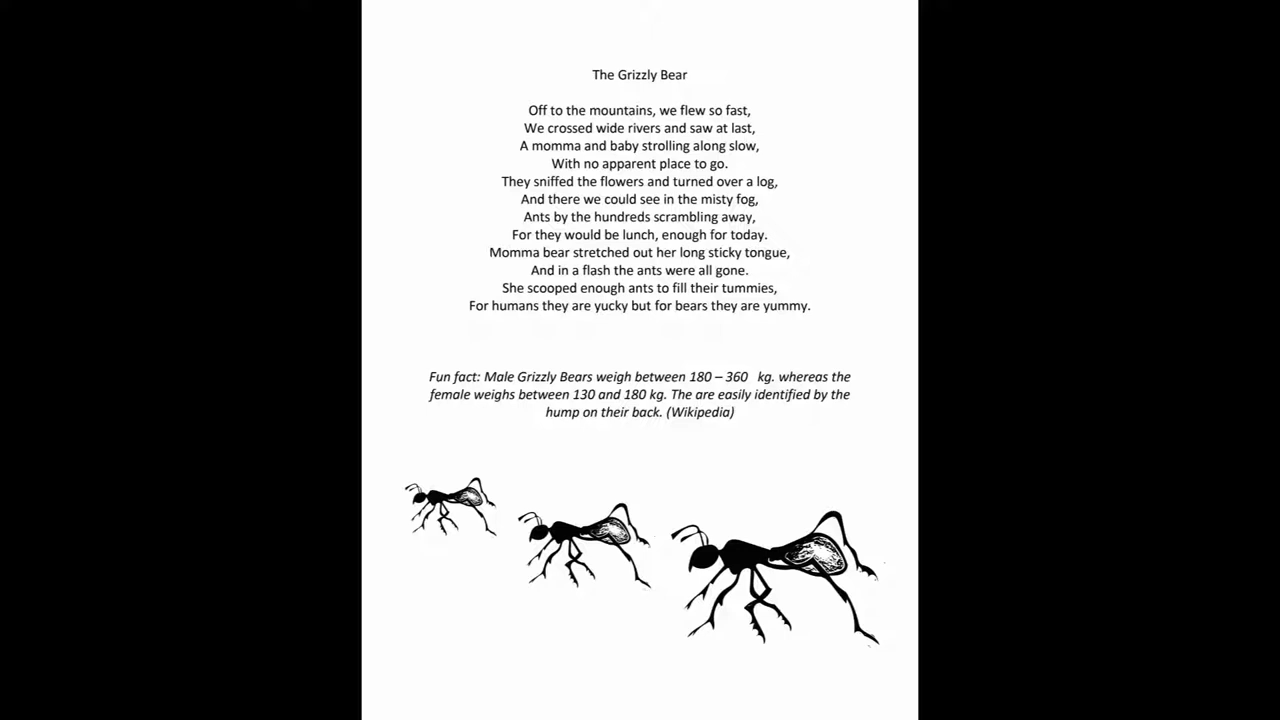 The Grizzly Bear
Off to the mountains, we flew so fast,
We crossed wide rivers and saw at last,
A momma and baby strolling along slow,
With no apparent place to go.
They sniffed the flowers and turned over a log,
And there we could see in the misty fog,
Ants by the hundreds scrambling away,
For they would be lunch, enough for today.
Momma bear stretched out her long sticky tongue,
And in a flash the ants were all gone.
She scooped enough ants to fill their tummies,
For humans they are yucky but for bears they are yummy.
Fun fact: Male Grizzly Bears weigh between 180 – 360 kg. whereas the
female weighs between 130 and 180 kg. The are easily identified by the
hump on their back. (Wikipedia)